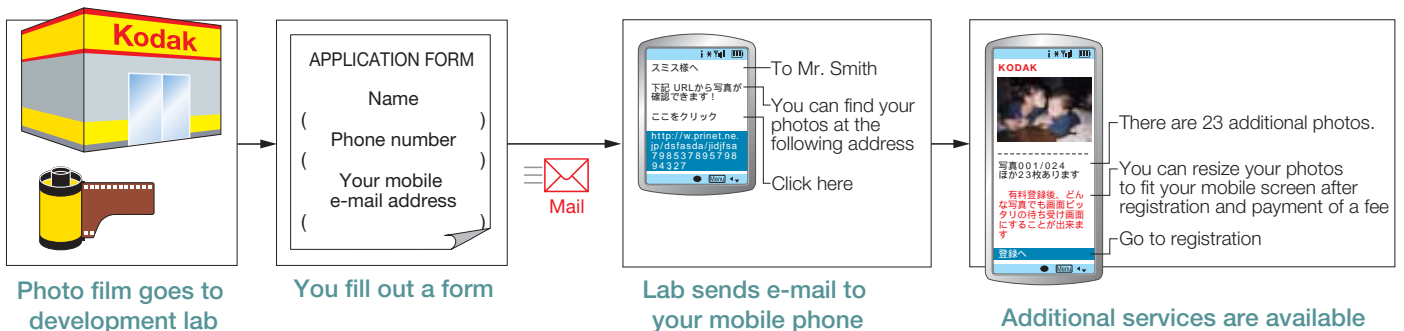 Kodak
APPLICATION FORM
Name
( )
Phone number
( )
Your mobile
e-mail address
( )
Mail
スミス様へ
下記 URLから写真が
確認できます！
ここをクリック
http://w.prinet.ne.
jp/dsfasda/jidjfsa
798537895798
94327
Menu
To Mr. Smith
You can find your
photos at the
following address
Click here
KODAK
写真001/024
ほか23枚あります
有料登録後、どん
な写真でも画面ピッ
タリの待ち受け画面
にすることが出来ま
す
登録へ
Menu
There are 23 additional photos.
You can resize your photos
to fit your mobile screen after
registration and payment of a fee
Go to registration
Photo film goes to
development lab
You fill out a form
Lab sends e-mail to
your mobile phone
Additional services are available